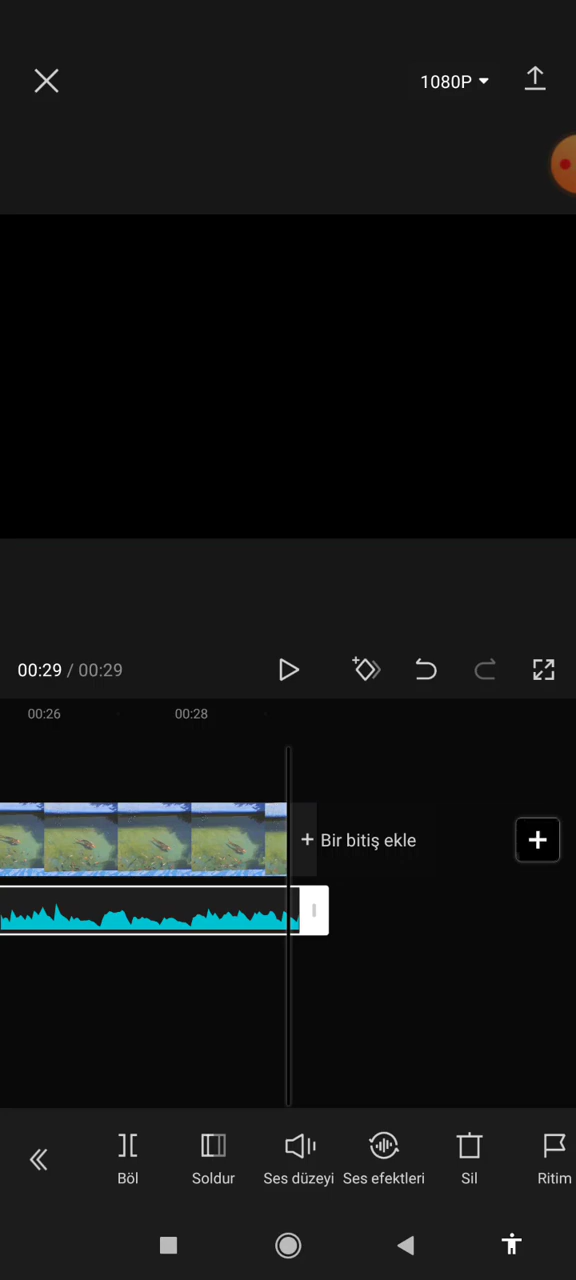 1080P
00:29 / 00:29
00:26 00:28
+ Bir bitiş ekle
Böl Soldur Ses düzeyi Ses efektleri Sil Ritim